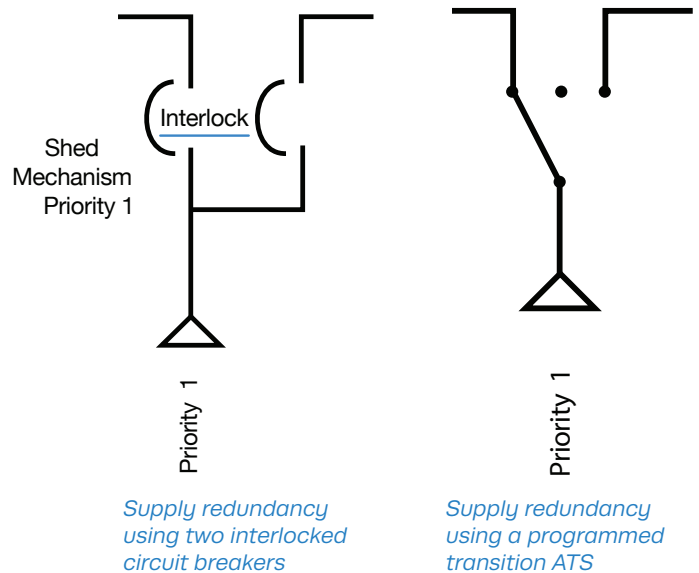 Interlock
Shed
Mechanism
Priority 1
Priority 1
Supply redundancy
using two interlocked
circuit breakers
Priority 1
Supply redundancy
using a programmed
transition ATS